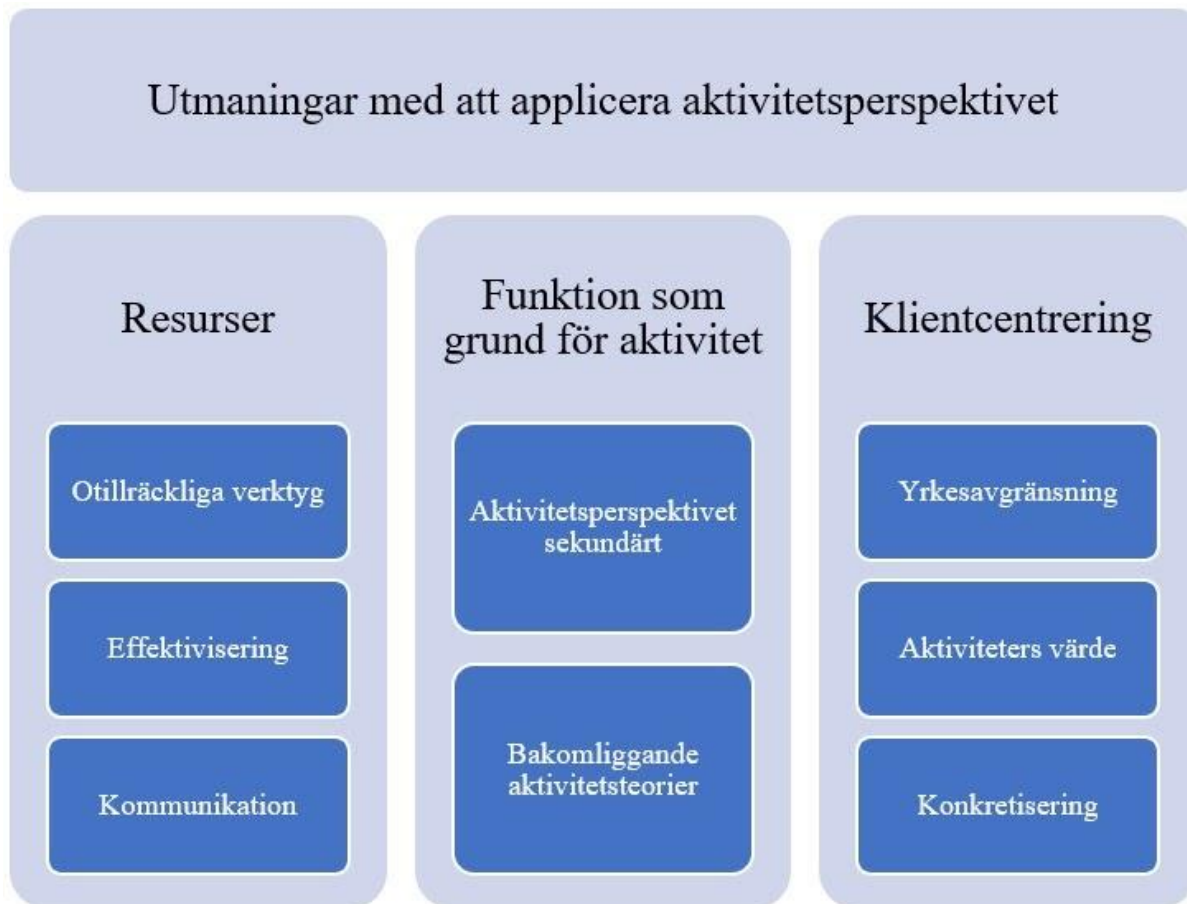 Utmaningar med att applicera aktivitetsperspektivet
Resurser
Otillräckliga verktyg
Effektivisering
Kommunikation
Funktion som
grund för aktivitet
Aktivitetsperspektivet
sekundärt
Bakomliggande
aktivitetsteorier
Klientcentrering
Yrkesavgränsning
Aktiviteters värde
Konkretisering